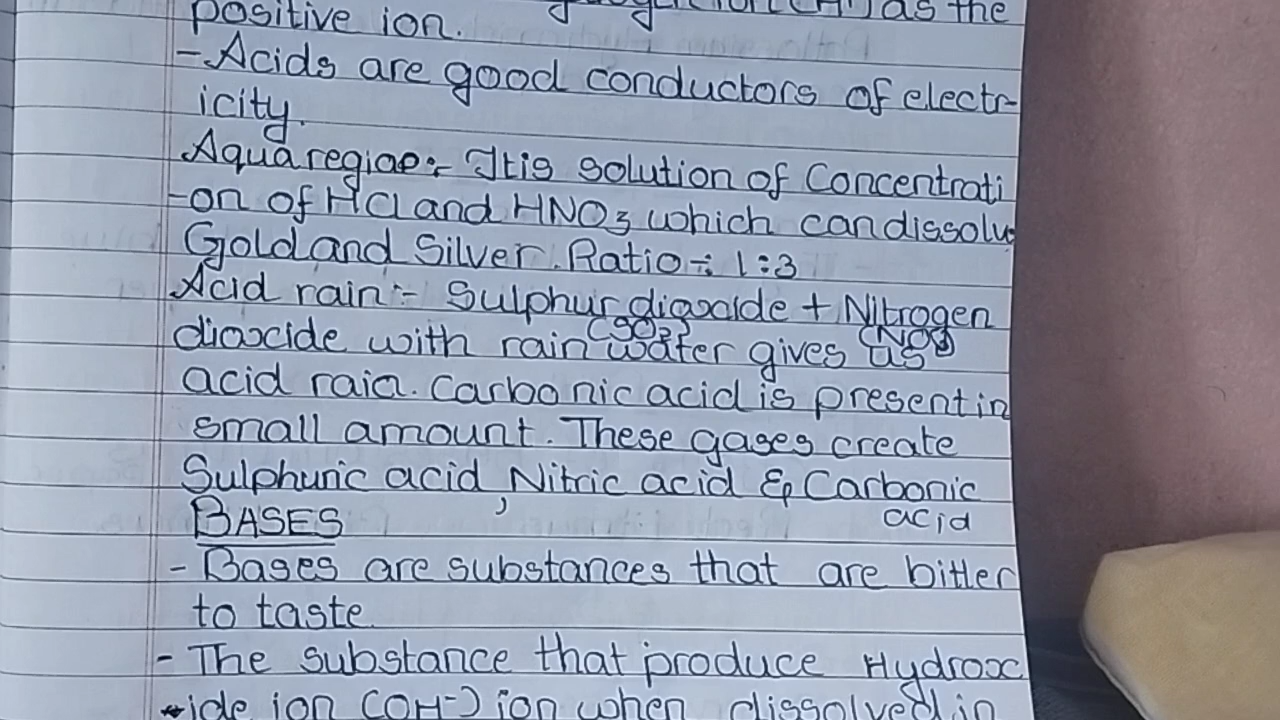 positive ion. as the
- Acids are good conductors of electr-
icity.
Aquaregiae:- It is solution of Concentrati
-on of HCl and HNO3 which can dissolv
Gold and Silver. Ratio÷ 1:3
Acid rain:- Sulphur dioxide + Nitrogen
(SO2) (NO2)
dioxide with rain water gives us
acid rain. Carbonic acid is present in
small amount. These gases create
Sulphuric acid, Nitric acid & Carbonic
acid
BASES
- Bases are substances that are bitter
to taste
- The substance that produce Hydrox
-ide ion (OH-) ion when dissolved in